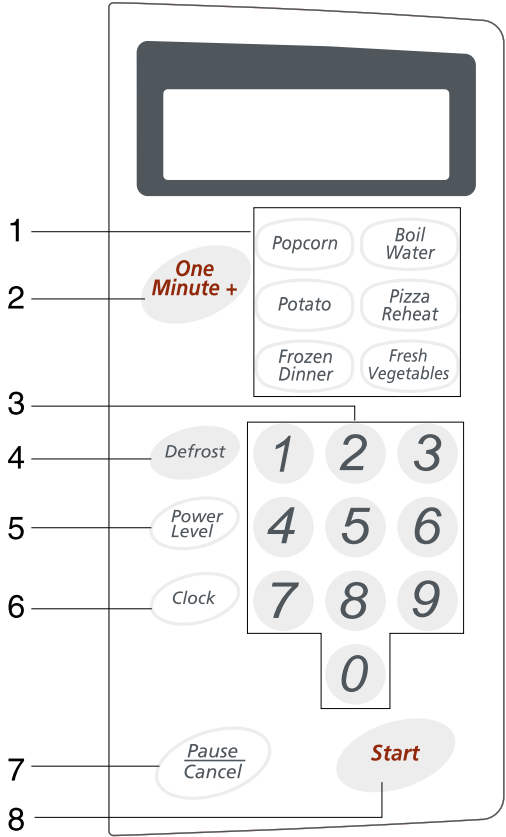 1
Popcorn
Boil
Water
2
One
Minute +
Potato
Pizza
Reheat
Frozen
Dinner
Fresh
Vegetables
3
4
Defrost
1 2 3
5
Power
Level
4 5 6
6
Clock
7 8 9
0
7
Pause
Cancel
Start
8